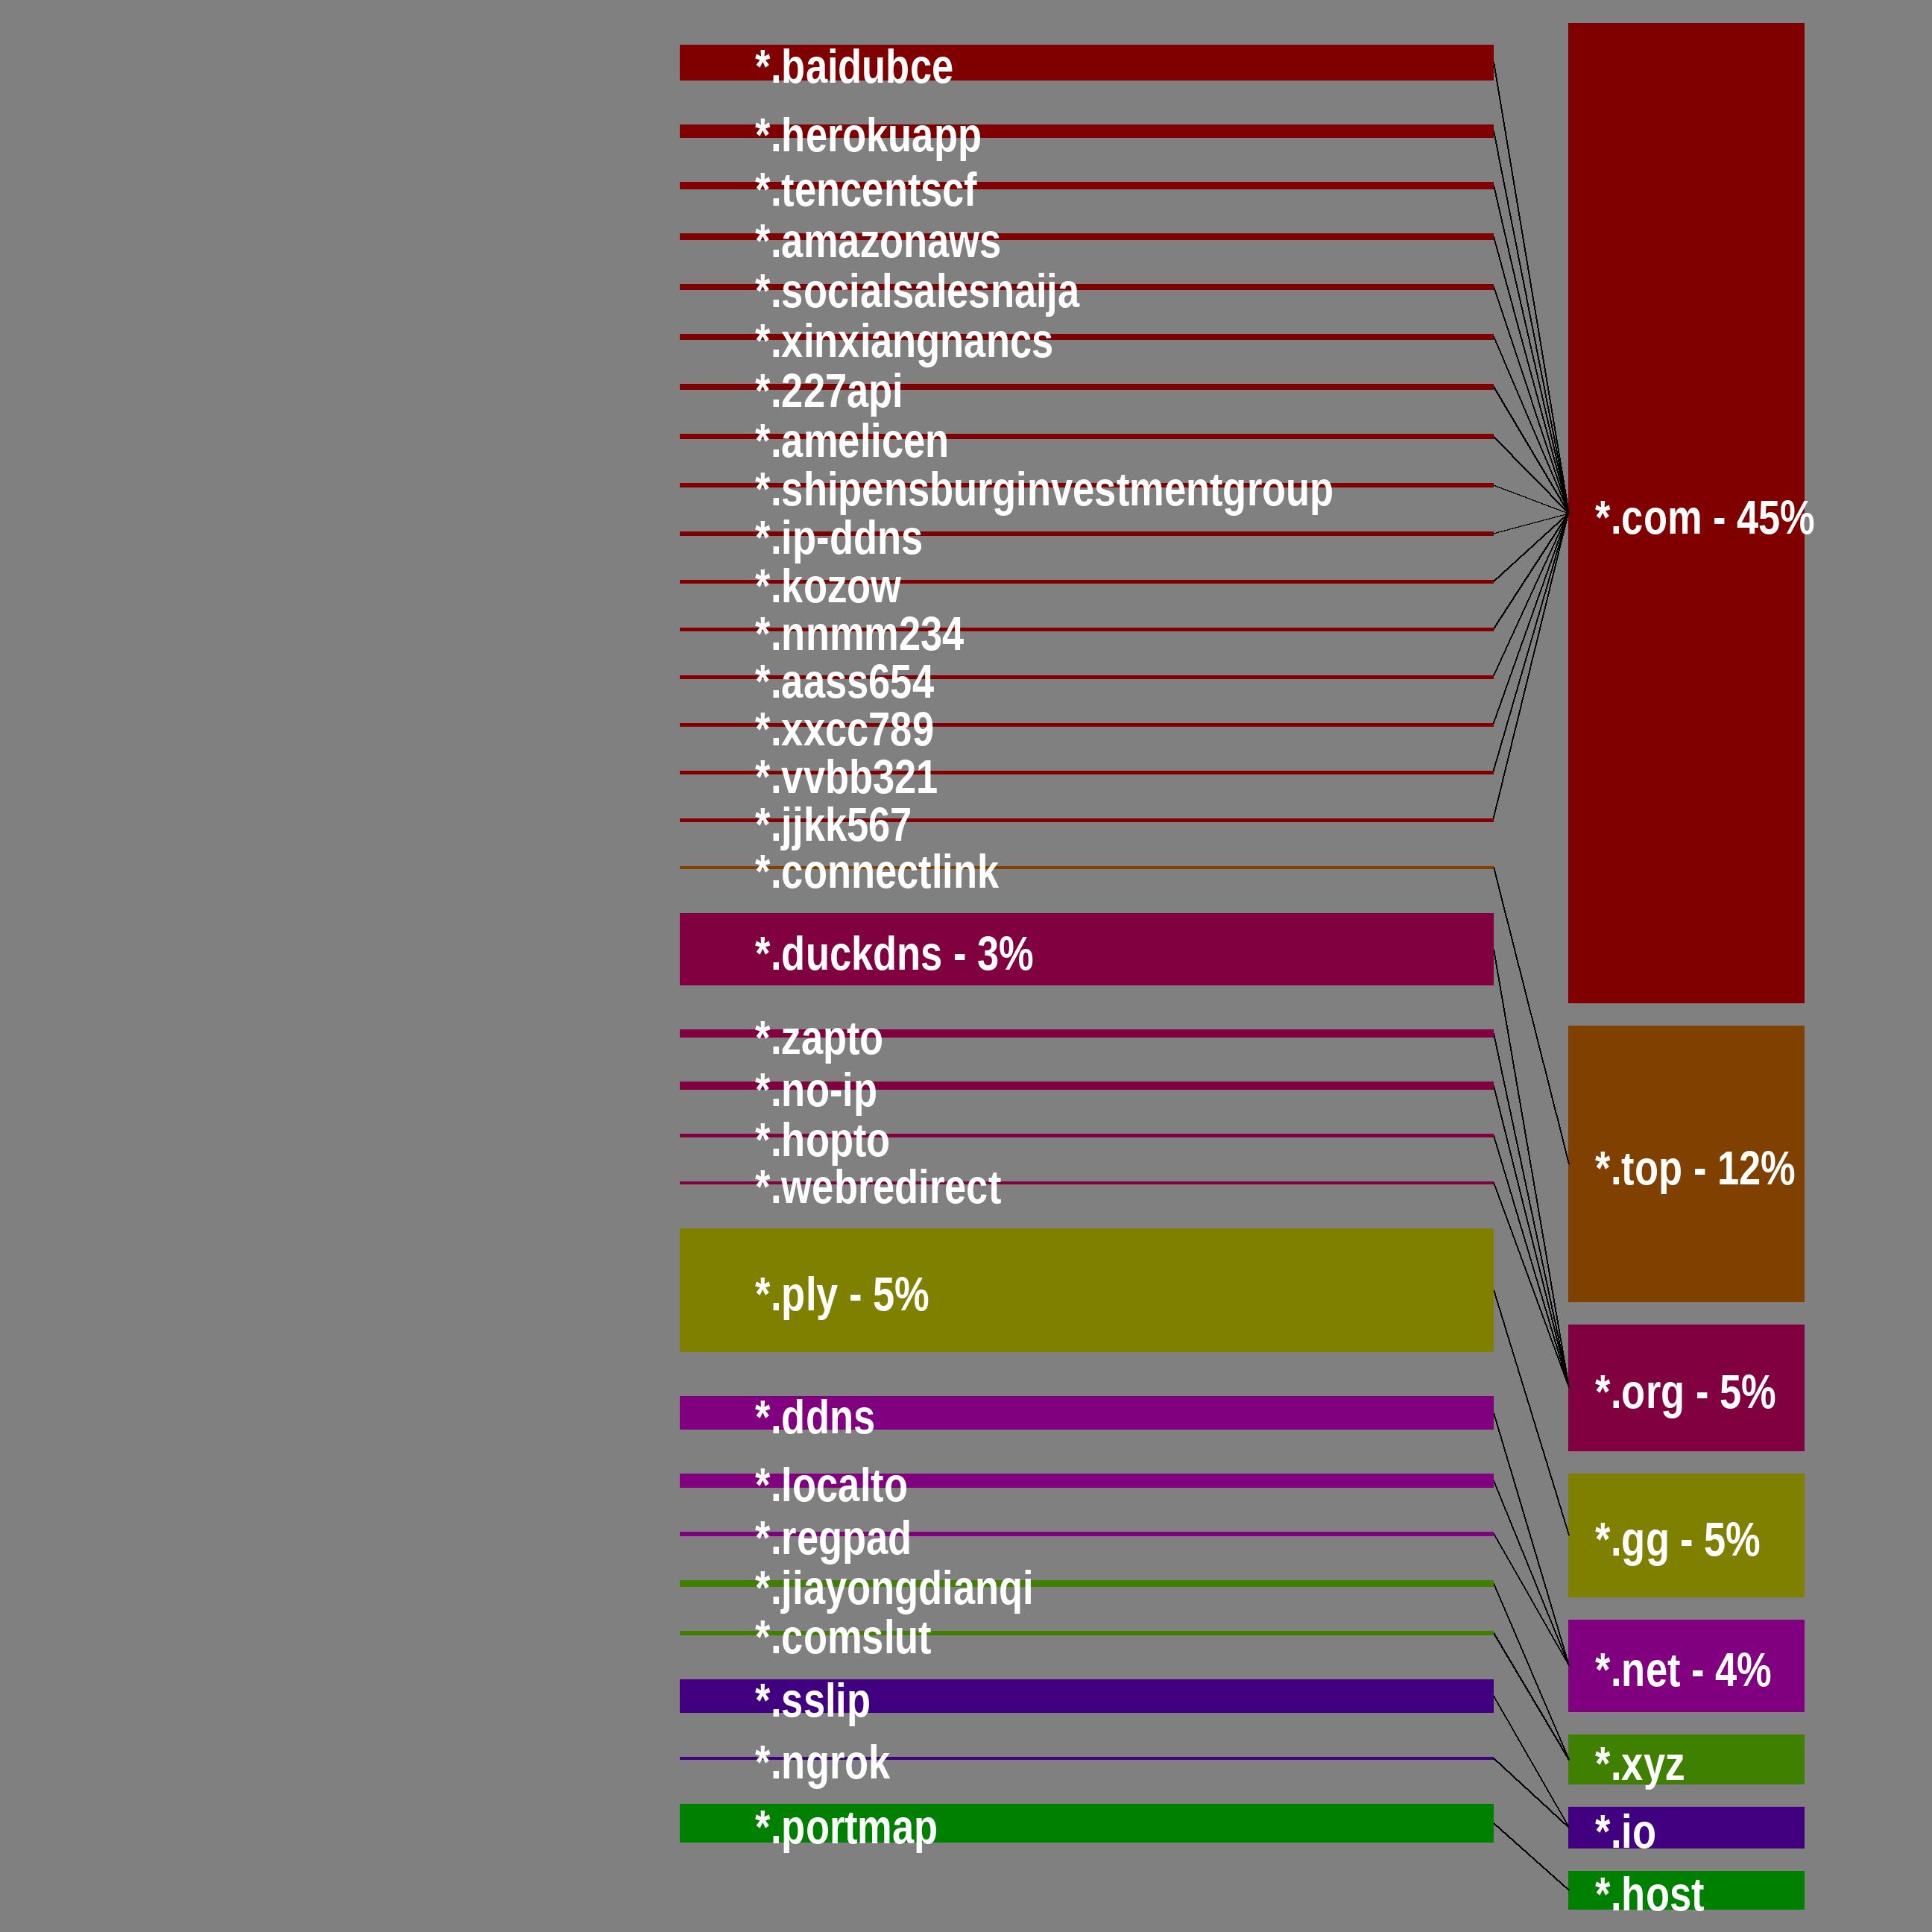 *.baidubce
*.herokuapp
*.tencentscf
*.amazonaws
*.socialsalesnaija
*.xinxiangnancs
*.227api
*.amelicen
*.shipensburginvestmentgroup
*.ip-ddns
*.kozow
*.nnmm234
*.aass654
*.xxcc789
*.vvbb321
*.jjkk567
*.connectlink
*.duckdns - 3%
*.zapto
*.no-ip
*.hopto
*.webredirect
*.ply - 5%
*.ddns
*.localto
*.regpad
*.jiayongdianqi
*.comslut
*.sslip
*.ngrok
*.portmap
*.com - 45%
*.top - 12%
*.org - 5%
*.gg - 5%
*.net - 4%
*.xyz
*.io
*.host